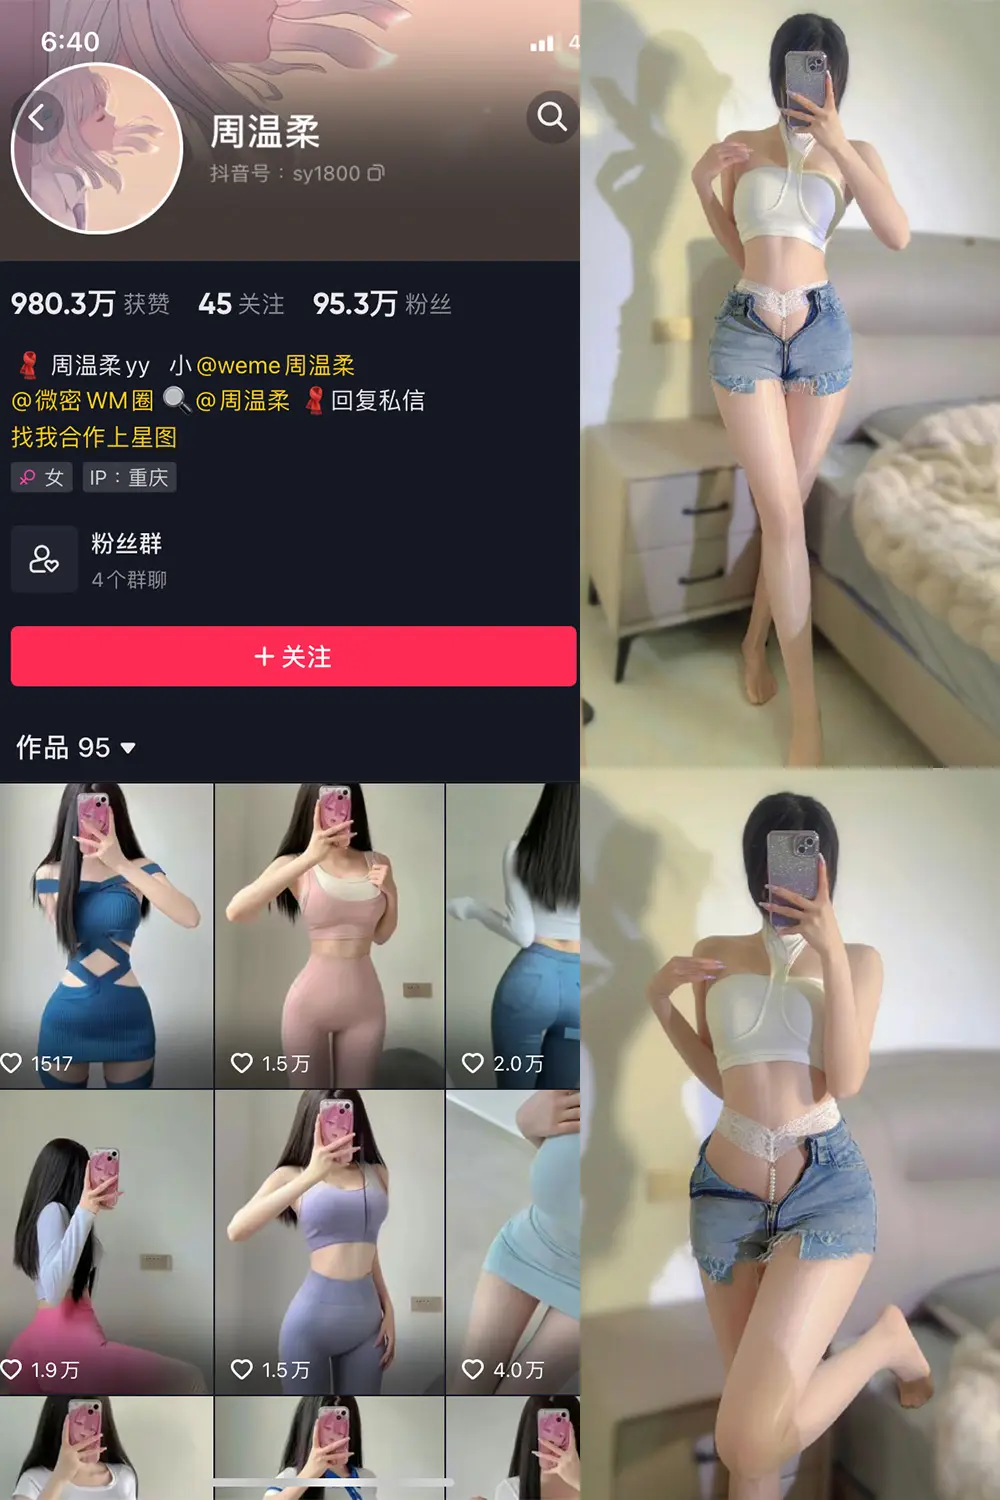 6:40
4
周温柔
抖音号：sy1800
980.3万 获赞 45 关注 95.3万 粉丝
周温柔yy 小@weme周温柔
@微密WM圈 @周温柔 回复私信
找我合作上星图
女 IP：重庆
粉丝群
4个群聊
+ 关注
作品 95
1517
1.5万
2.0万
1.9万
1.5万
4.0万